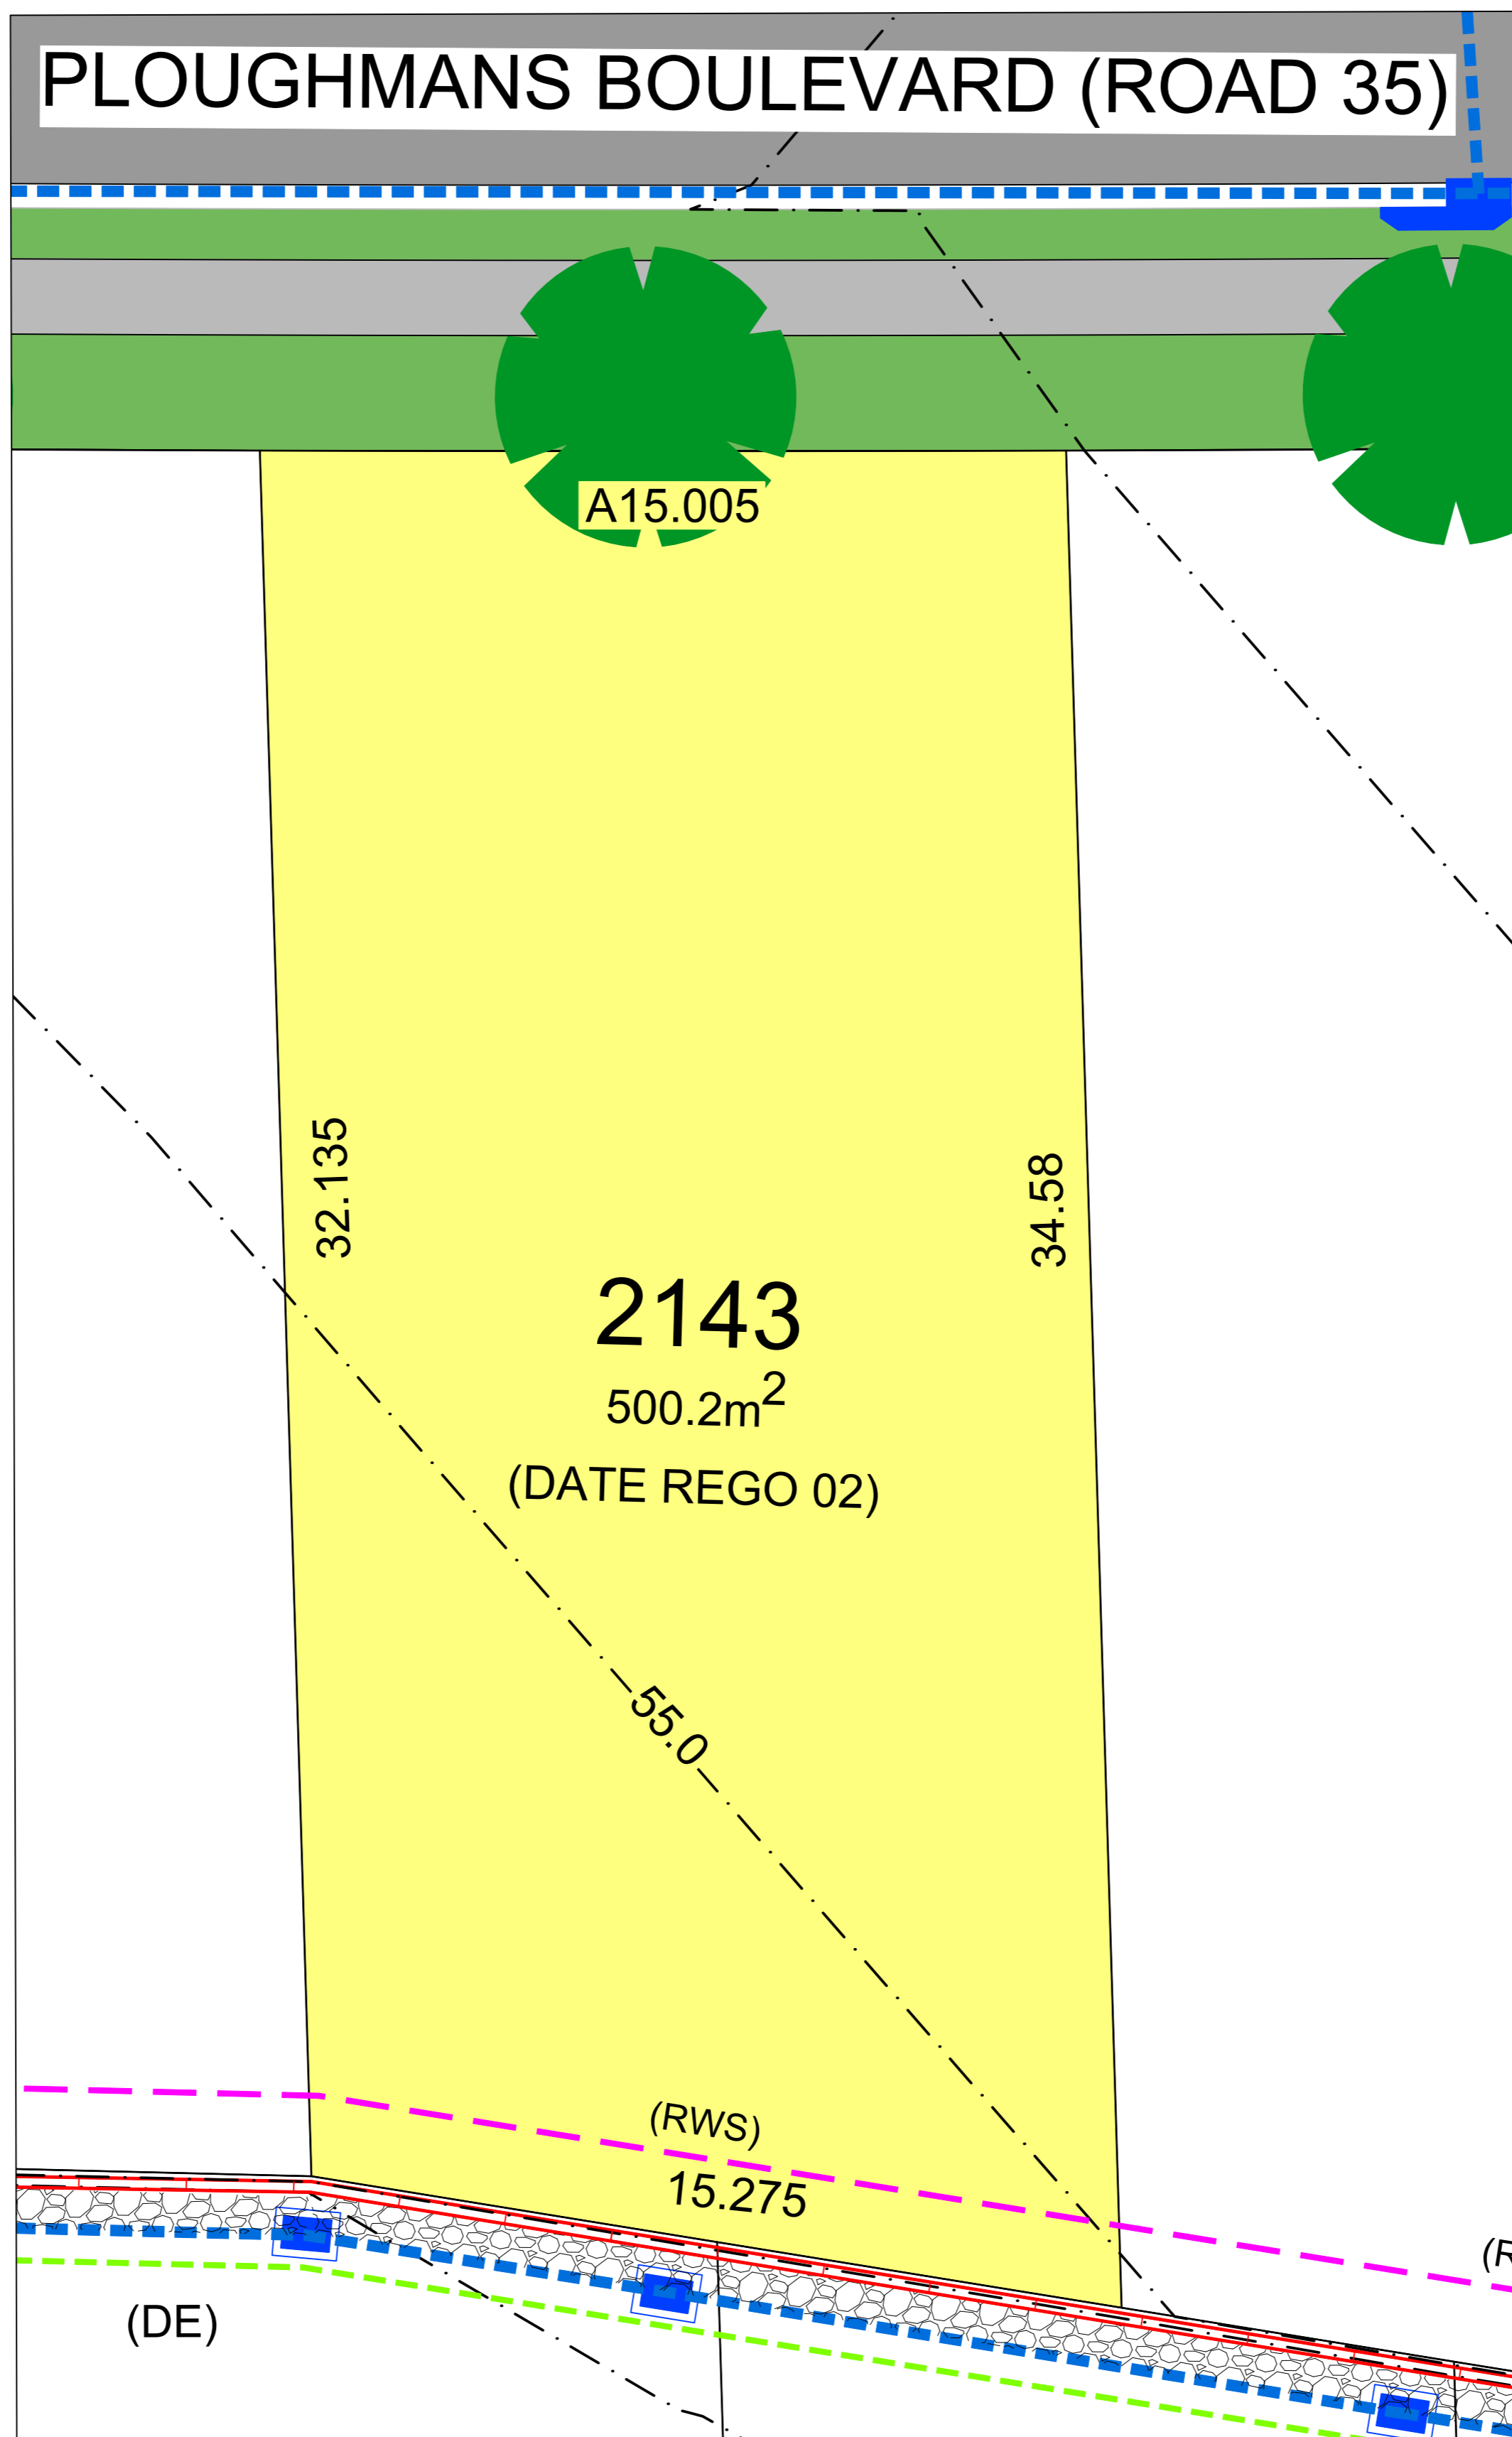 PLOUGHMANS BOULEVARD (ROAD 35)
A15.005
32.135
34.58
2143
500.2m²
(DATE REGO 02)
55.0
(RWS)
15.275
(R
(DE)